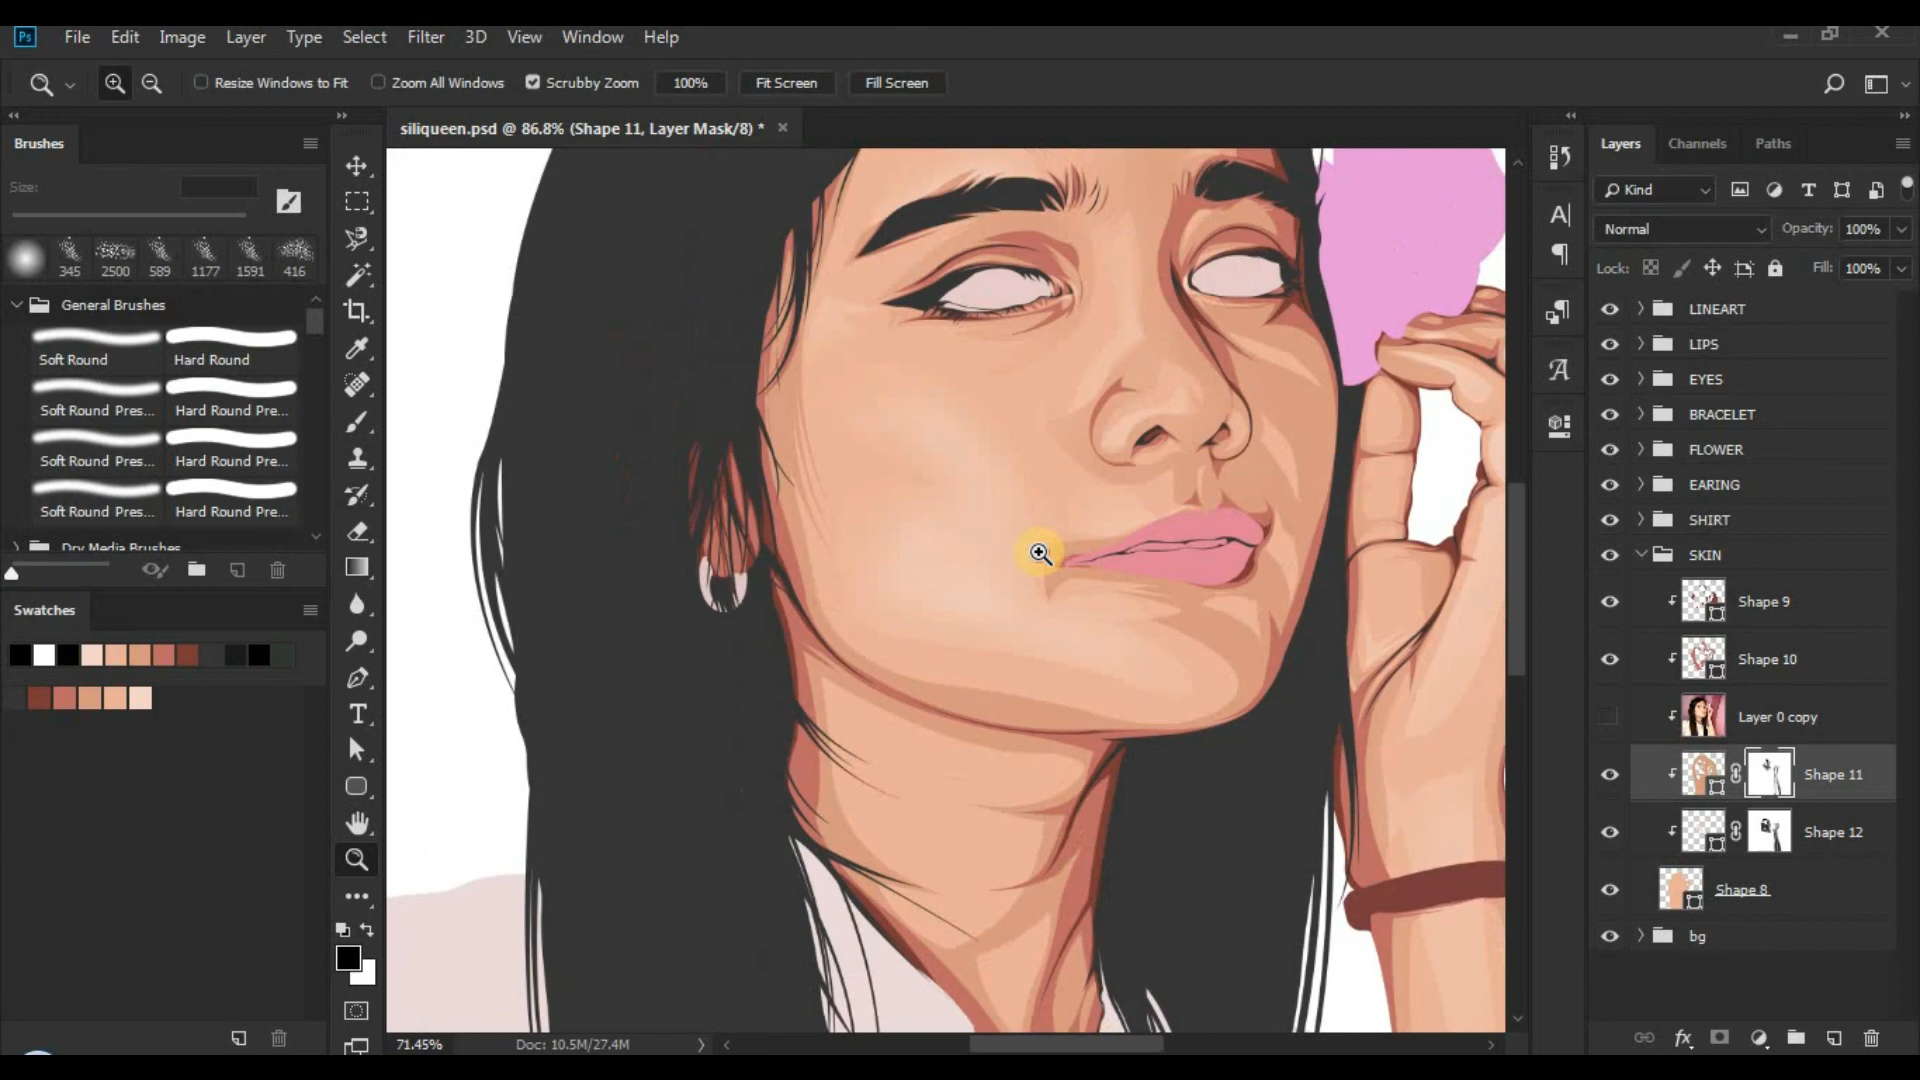 Ps File Edit Image Layer Type Select Filter 3D View Window Help
Resize Windows to Fit Zoom All Windows Scrubby Zoom 100% Fit Screen Fill Screen
siliqueen.psd @ 86.8% (Shape 11, Layer Mask/8) *
Brushes
Size:
345 2500 589 1177 1591 416
General Brushes
Soft Round Hard Round
Soft Round Pres... Hard Round Pre...
Soft Round Pres... Hard Round Pre...
Soft Round Pres... Hard Round Pre...
Dry Media Brushes
Swatches
71.45% Doc: 10.5M/27.4M
Layers Channels Paths
Kind
Normal Opacity: 100%
Lock: Fill: 100%
LINEART
LIPS
EYES
BRACELET
FLOWER
EARING
SHIRT
SKIN
Shape 9
Shape 10
Layer 0 copy
Shape 11
Shape 12
Shape 8
bg